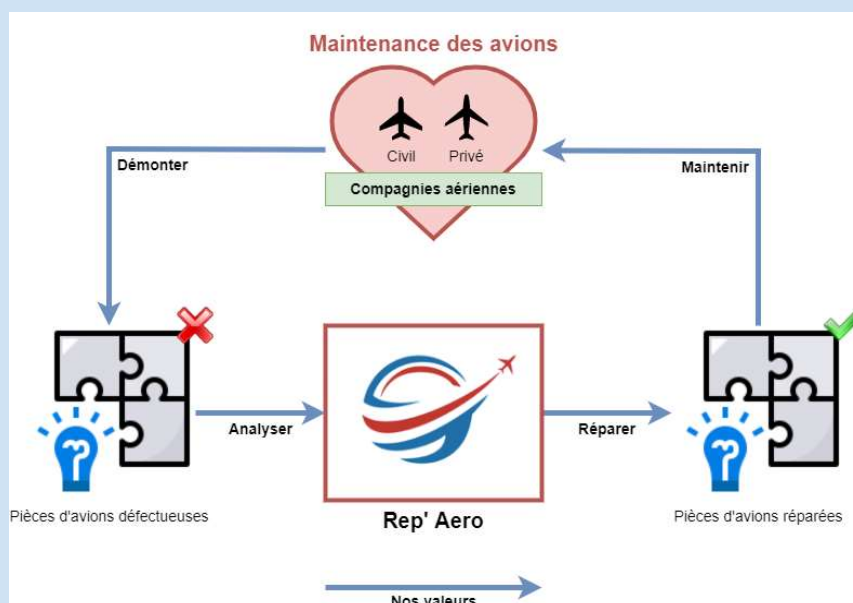 Maintenance des avions
Civil Privé
Compagnies aériennes
Démonter
Maintenir
Analyser
Réparer
Pièces d'avions défectueuses
Rep' Aero
Pièces d'avions réparées
Nos valeurs